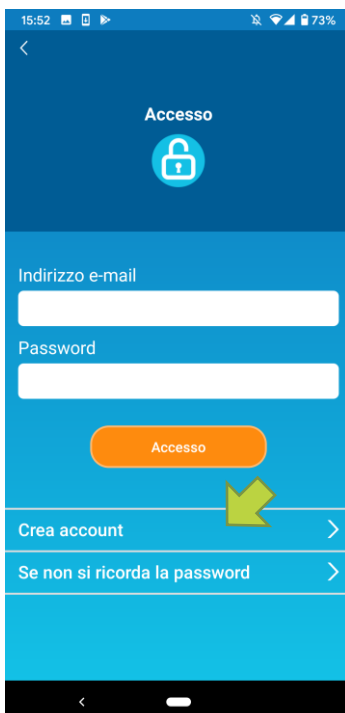 15:52 73%
Accesso
Indirizzo e-mail
Password
Accesso
Crea account
Se non si ricorda la password